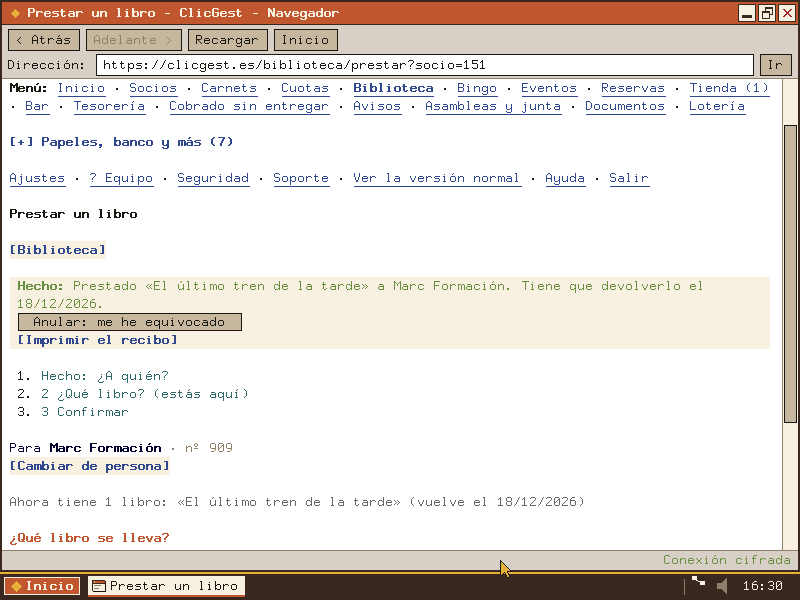 Prestar un libro - ClicGest - Navegador
< Atrás Adelante > Recargar Inicio
Dirección: https://clicgest.es/biblioteca/prestar?socio=151 Ir
Menú: Inicio · Socios · Carnets · Cuotas · Biblioteca · Bingo · Eventos · Reservas · Tienda (1)
· Bar · Tesorería · Cobrado sin entregar · Avisos · Asambleas y junta · Documentos · Lotería
[+] Papeles, banco y más (7)
Ajustes · ? Equipo · Seguridad · Soporte · Ver la versión normal · Ayuda · Salir
Prestar un libro
[Biblioteca]
Hecho: Prestado «El último tren de la tarde» a Marc Formación. Tiene que devolverlo el
18/12/2026.
Anular: me he equivocado
[Imprimir el recibo]
1. Hecho: ¿A quién?
2. 2 ¿Qué libro? (estás aquí)
3. 3 Confirmar
Para Marc Formación · nº 909
[Cambiar de persona]
Ahora tiene 1 libro: «El último tren de la tarde» (vuelve el 18/12/2026)
¿Qué libro se lleva?
Conexión cifrada
Inicio Prestar un libro 16:30